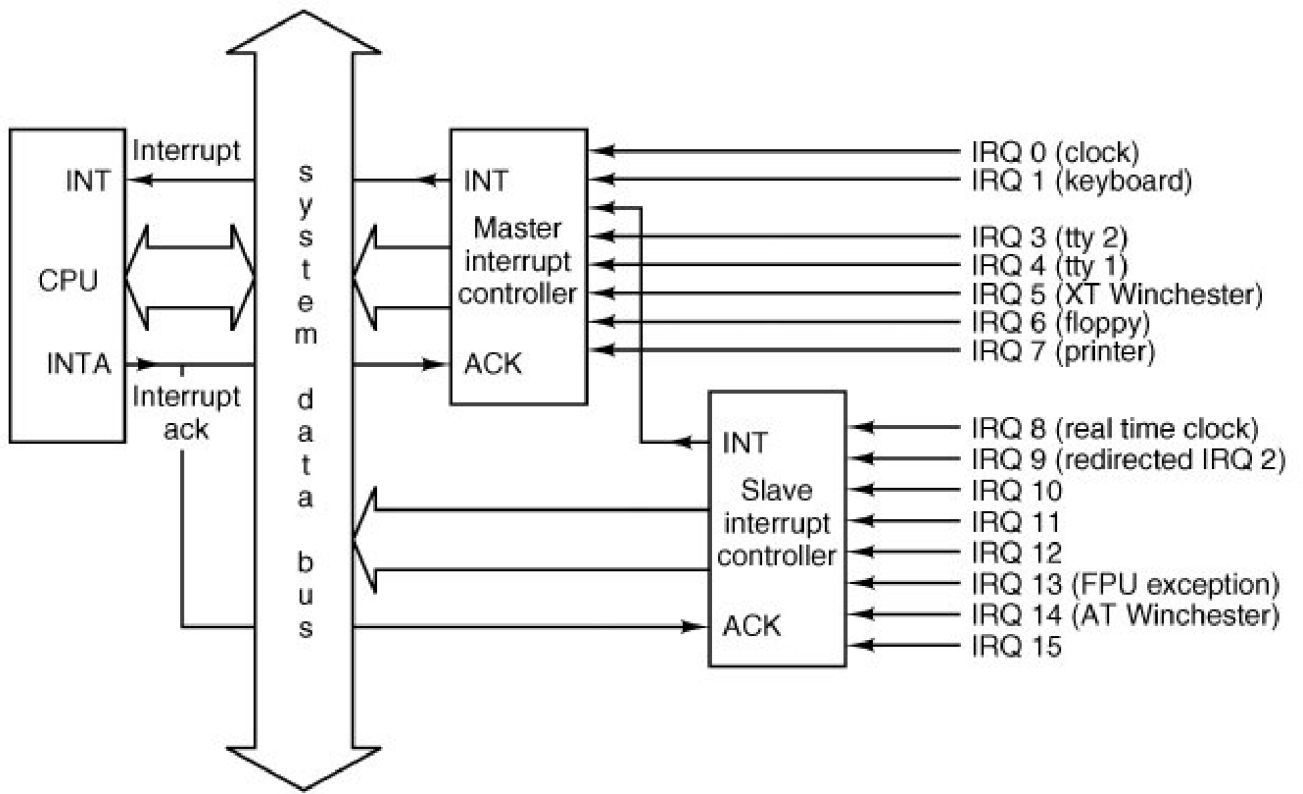 Interrupt
INT
CPU
INTA
Interrupt
ack
system data bus
INT
Master
interrupt
controller
ACK
IRQ 0 (clock)
IRQ 1 (keyboard)
IRQ 3 (tty 2)
IRQ 4 (tty 1)
IRQ 5 (XT Winchester)
IRQ 6 (floppy)
IRQ 7 (printer)
INT
Slave
interrupt
controller
ACK
IRQ 8 (real time clock)
IRQ 9 (redirected IRQ 2)
IRQ 10
IRQ 11
IRQ 12
IRQ 13 (FPU exception)
IRQ 14 (AT Winchester)
IRQ 15